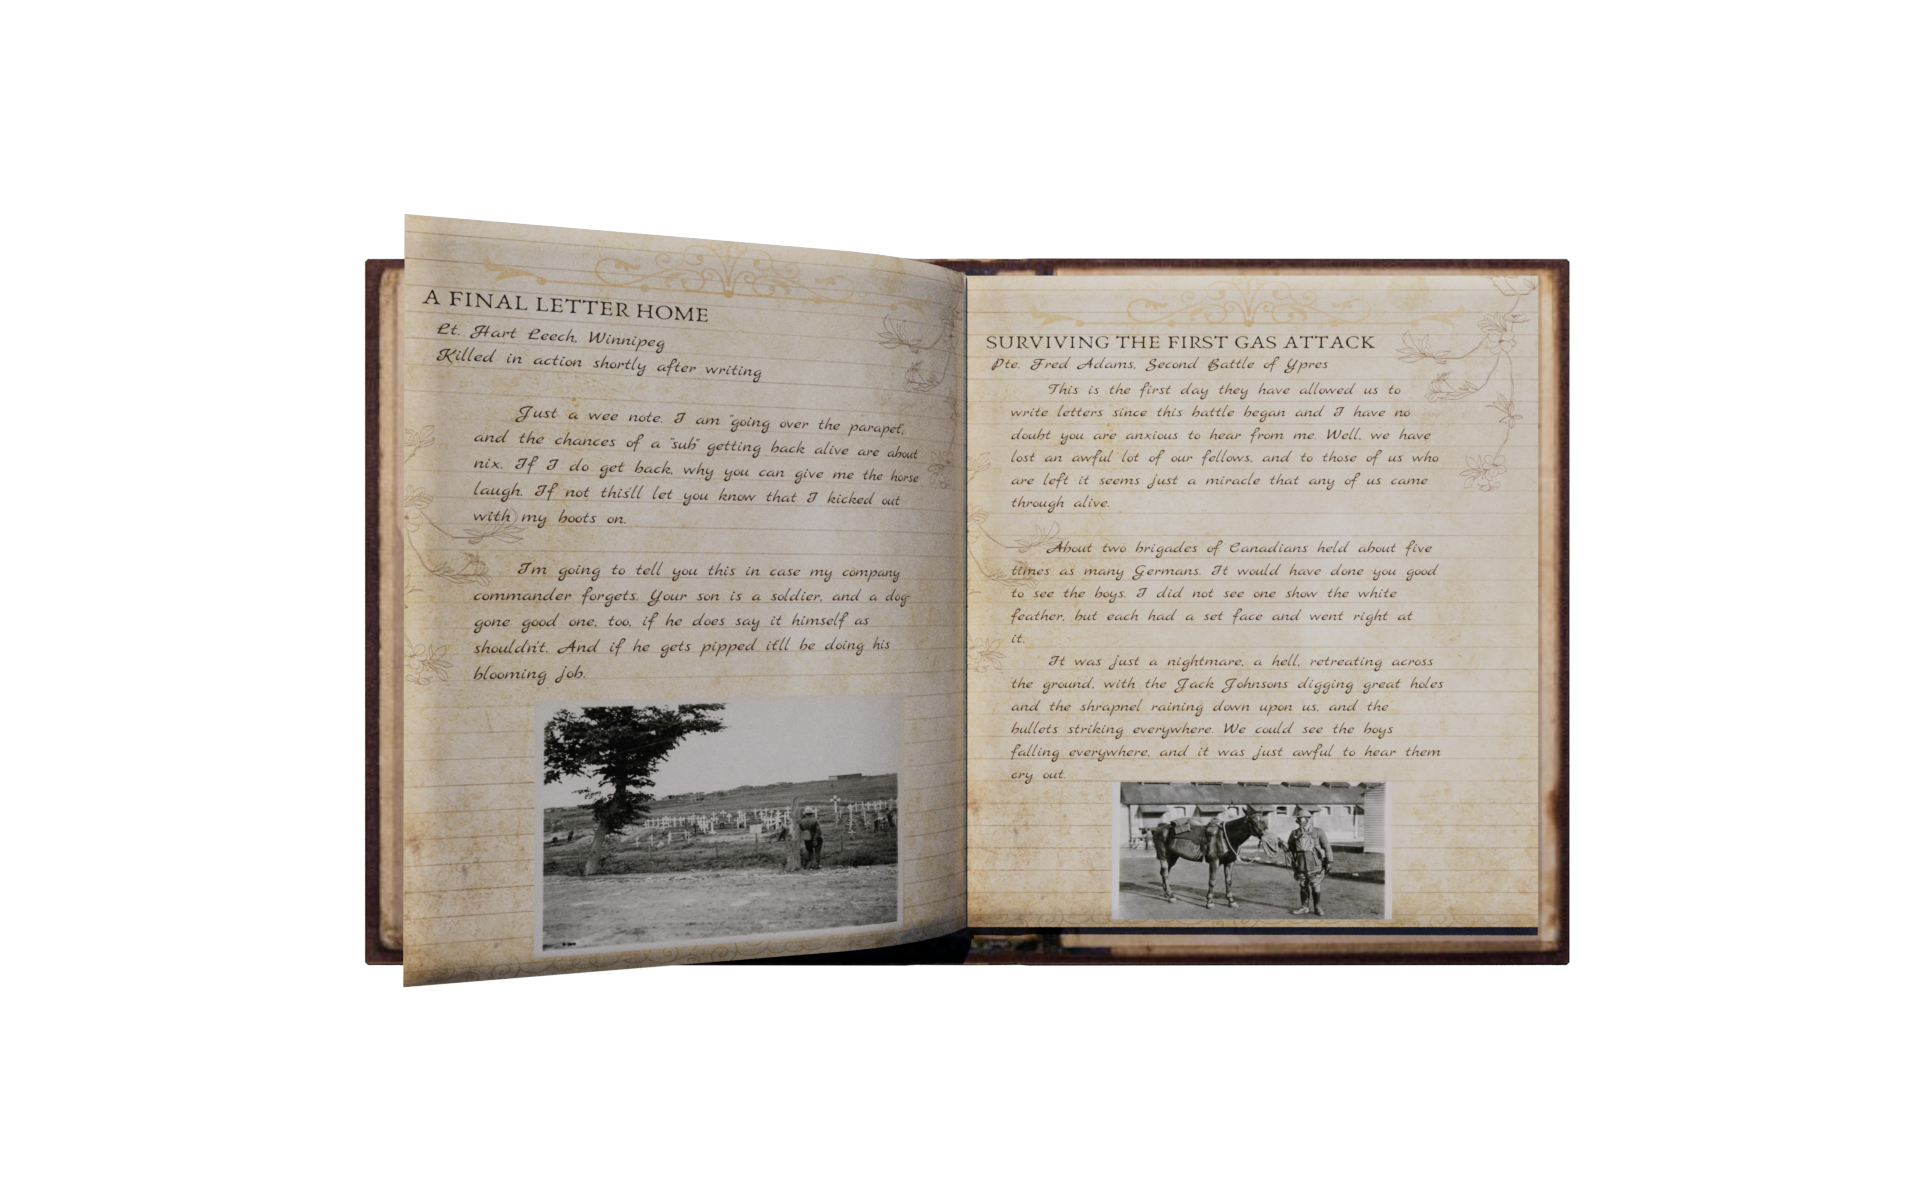 A FINAL LETTER HOME
Lt. Hart Leech, Winnipeg
Killed in action shortly after writing
Just a wee note. I am "going over the parapet",
and the chances of a "sub" getting back alive are about
nix. If I do get back, why you can give me the horse
laugh. If not this'll let you know that I kicked out
with my boots on.
I'm going to tell you this in case my company
commander forgets. Your son is a soldier, and a dog-
gone good one, too, if he does say it himself as
shouldn't. And if he gets pipped it'll be doing his
blooming job.
SURVIVING THE FIRST GAS ATTACK
Pte. Fred Adams, Second Battle of Ypres
This is the first day they have allowed us to
write letters since this battle began and I have no
doubt you are anxious to hear from me. Well, we have
lost an awful lot of our fellows, and to those of us who
are left it seems just a miracle that any of us came
through alive.
About two brigades of Canadians held about five
times as many Germans. It would have done you good
to see the boys. I did not see one show the white
feather, but each had a set face and went right at
it.
It was just a nightmare, a hell, retreating across
the ground, with the Jack Johnsons digging great holes
and the shrapnel raining down upon us, and the
bullets striking everywhere. We could see the boys
falling everywhere, and it was just awful to hear them
cry out.